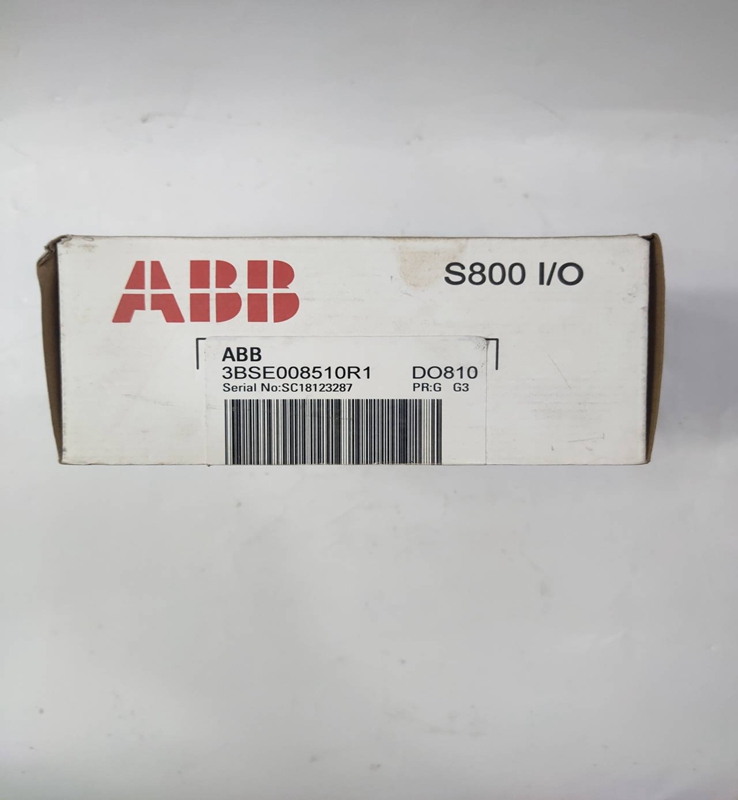 ABB
S800 I/O
ABB
3BSE008510R1 DO810
Serial No:SC18123287 PR:G G3